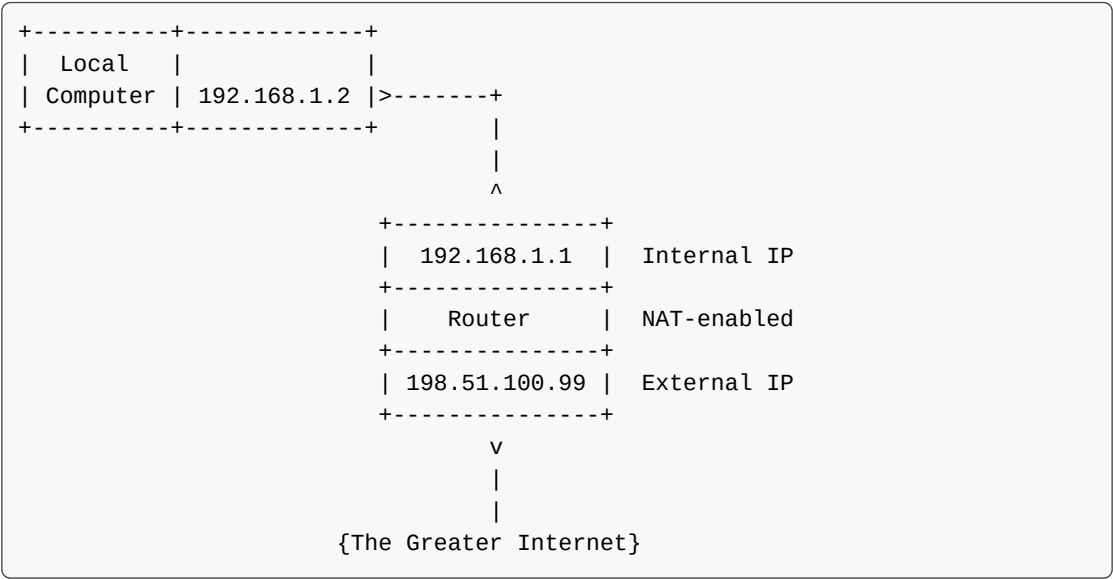 +----------+-------------+
|  Local   |             |
| Computer | 192.168.1.2 |>-------+
+----------+-------------+        |
                                  |
                                  ^
                          +---------------+
                          |  192.168.1.1  |  Internal IP
                          +---------------+
                          |    Router     |  NAT-enabled
                          +---------------+
                          | 198.51.100.99 |  External IP
                          +---------------+
                                  v
                                  |
                                  |
                       {The Greater Internet}